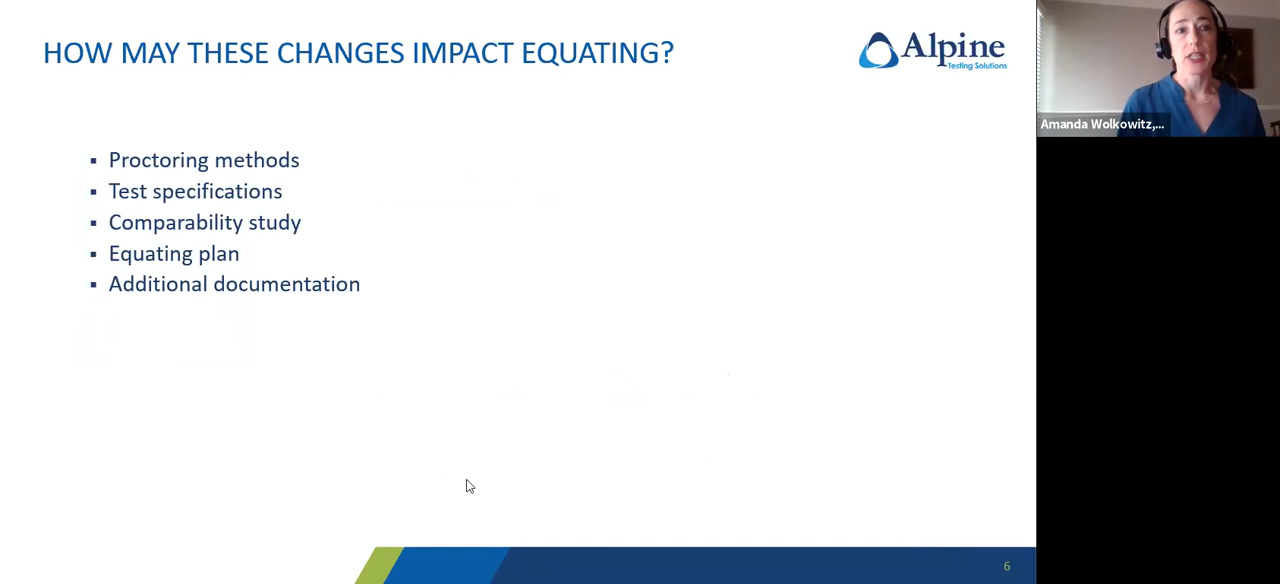 HOW MAY THESE CHANGES IMPACT EQUATING?
Alpine
Testing Solutions
Amanda Wolkowitz,...
▪ Proctoring methods
▪ Test specifications
▪ Comparability study
▪ Equating plan
▪ Additional documentation
6